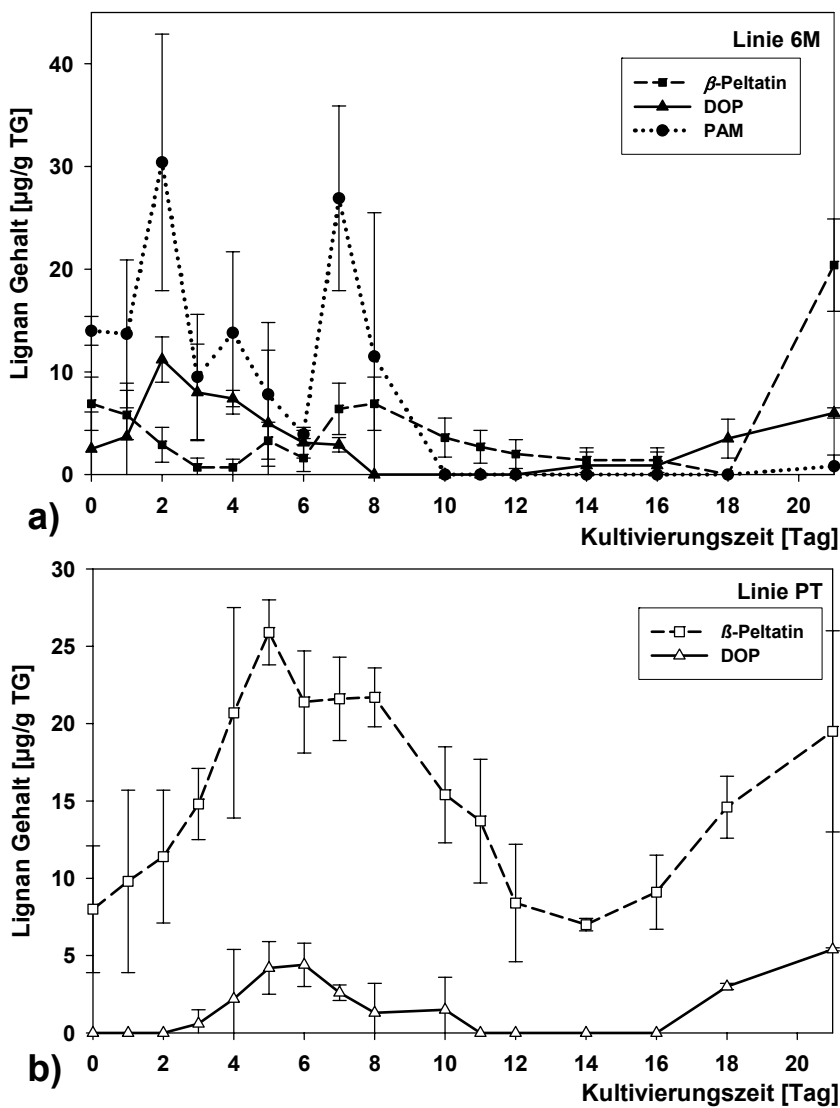 Linie 6M
β-Peltatin
DOP
PAM
Lignan Gehalt [µg/g TG]
40
30
20
10
0
0 2 4 6 8 10 12 14 16 18 20
a)
Kultivierungszeit [Tag]
Linie PT
ß-Peltatin
DOP
Lignan Gehalt [µg/g TG]
30
25
20
15
10
5
0
0 2 4 6 8 10 12 14 16 18 20
b)
Kultivierungszeit [Tag]